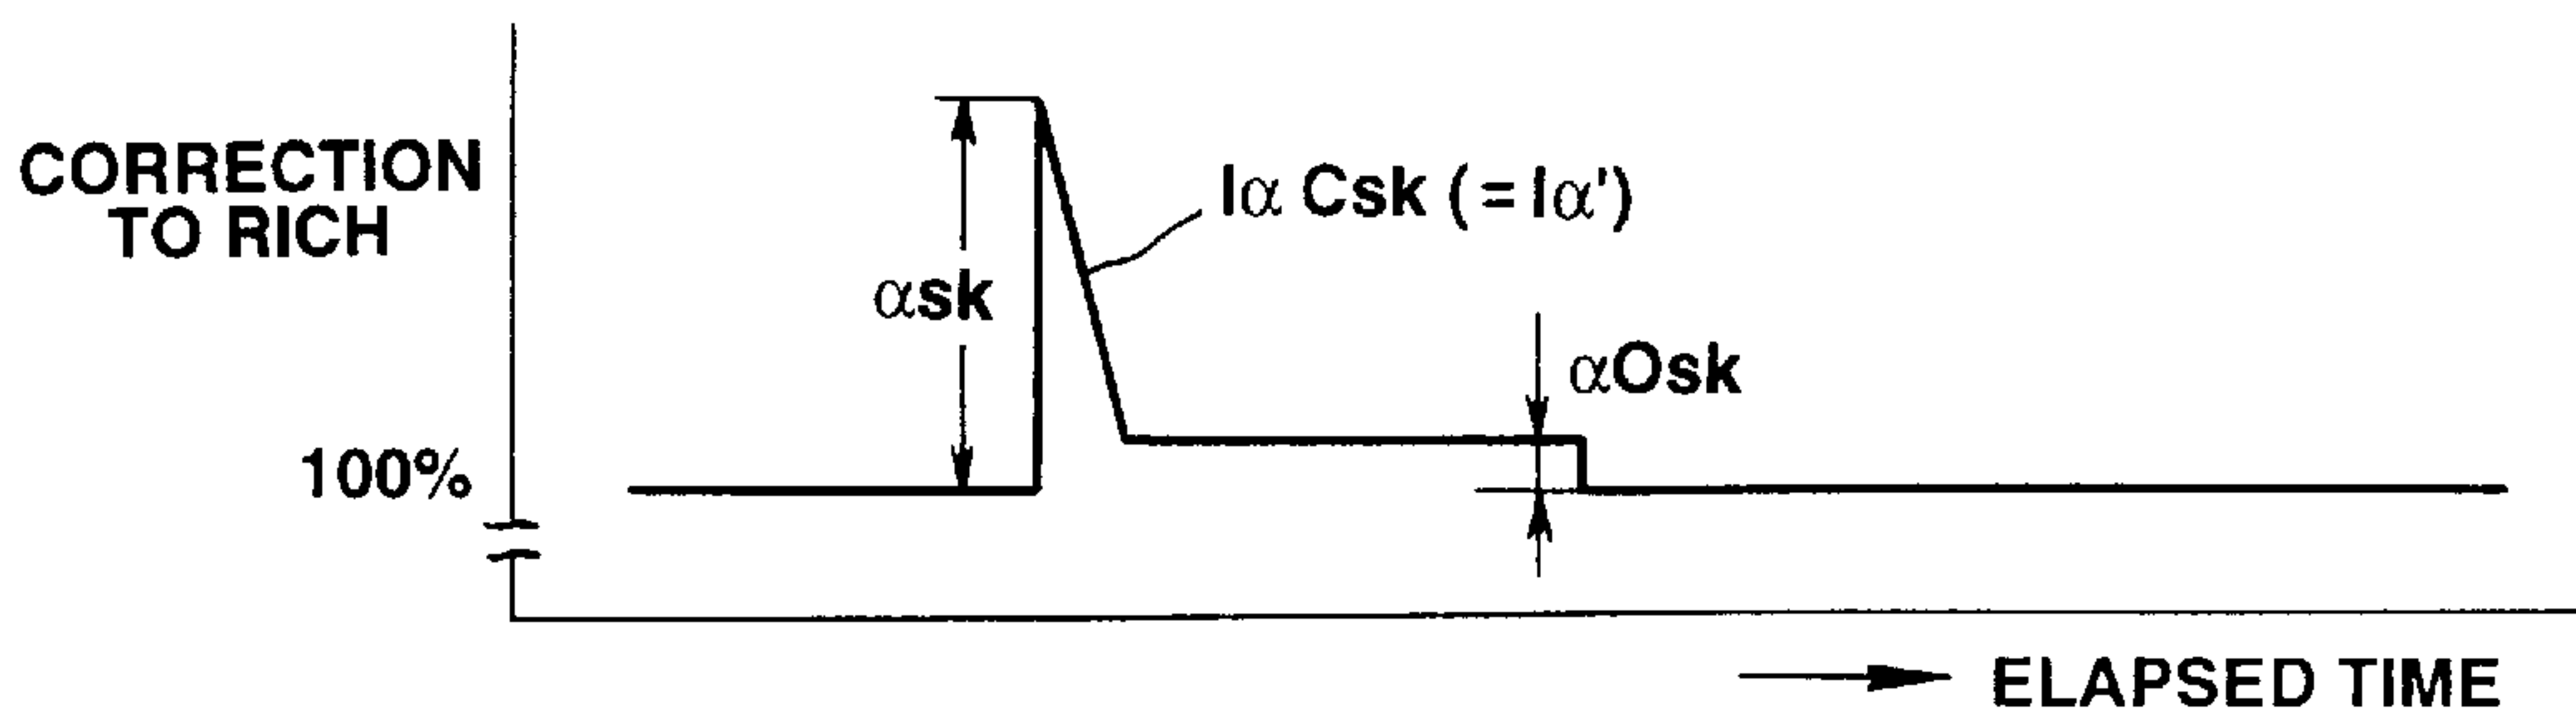 CORRECTION
TO RICH
Iα Csk (= Iα')
αsk
αOsk
100%
ELAPSED TIME